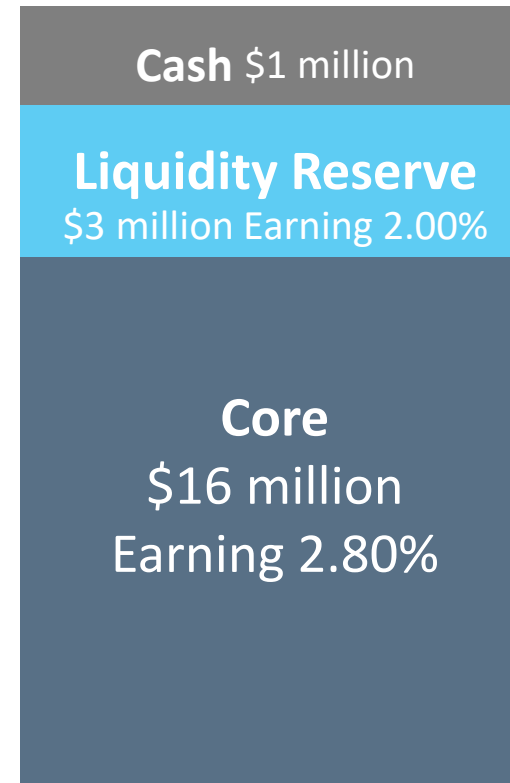 Cash $1 million
Liquidity Reserve
$3 million Earning 2.00%
Core
$16 million
Earning 2.80%